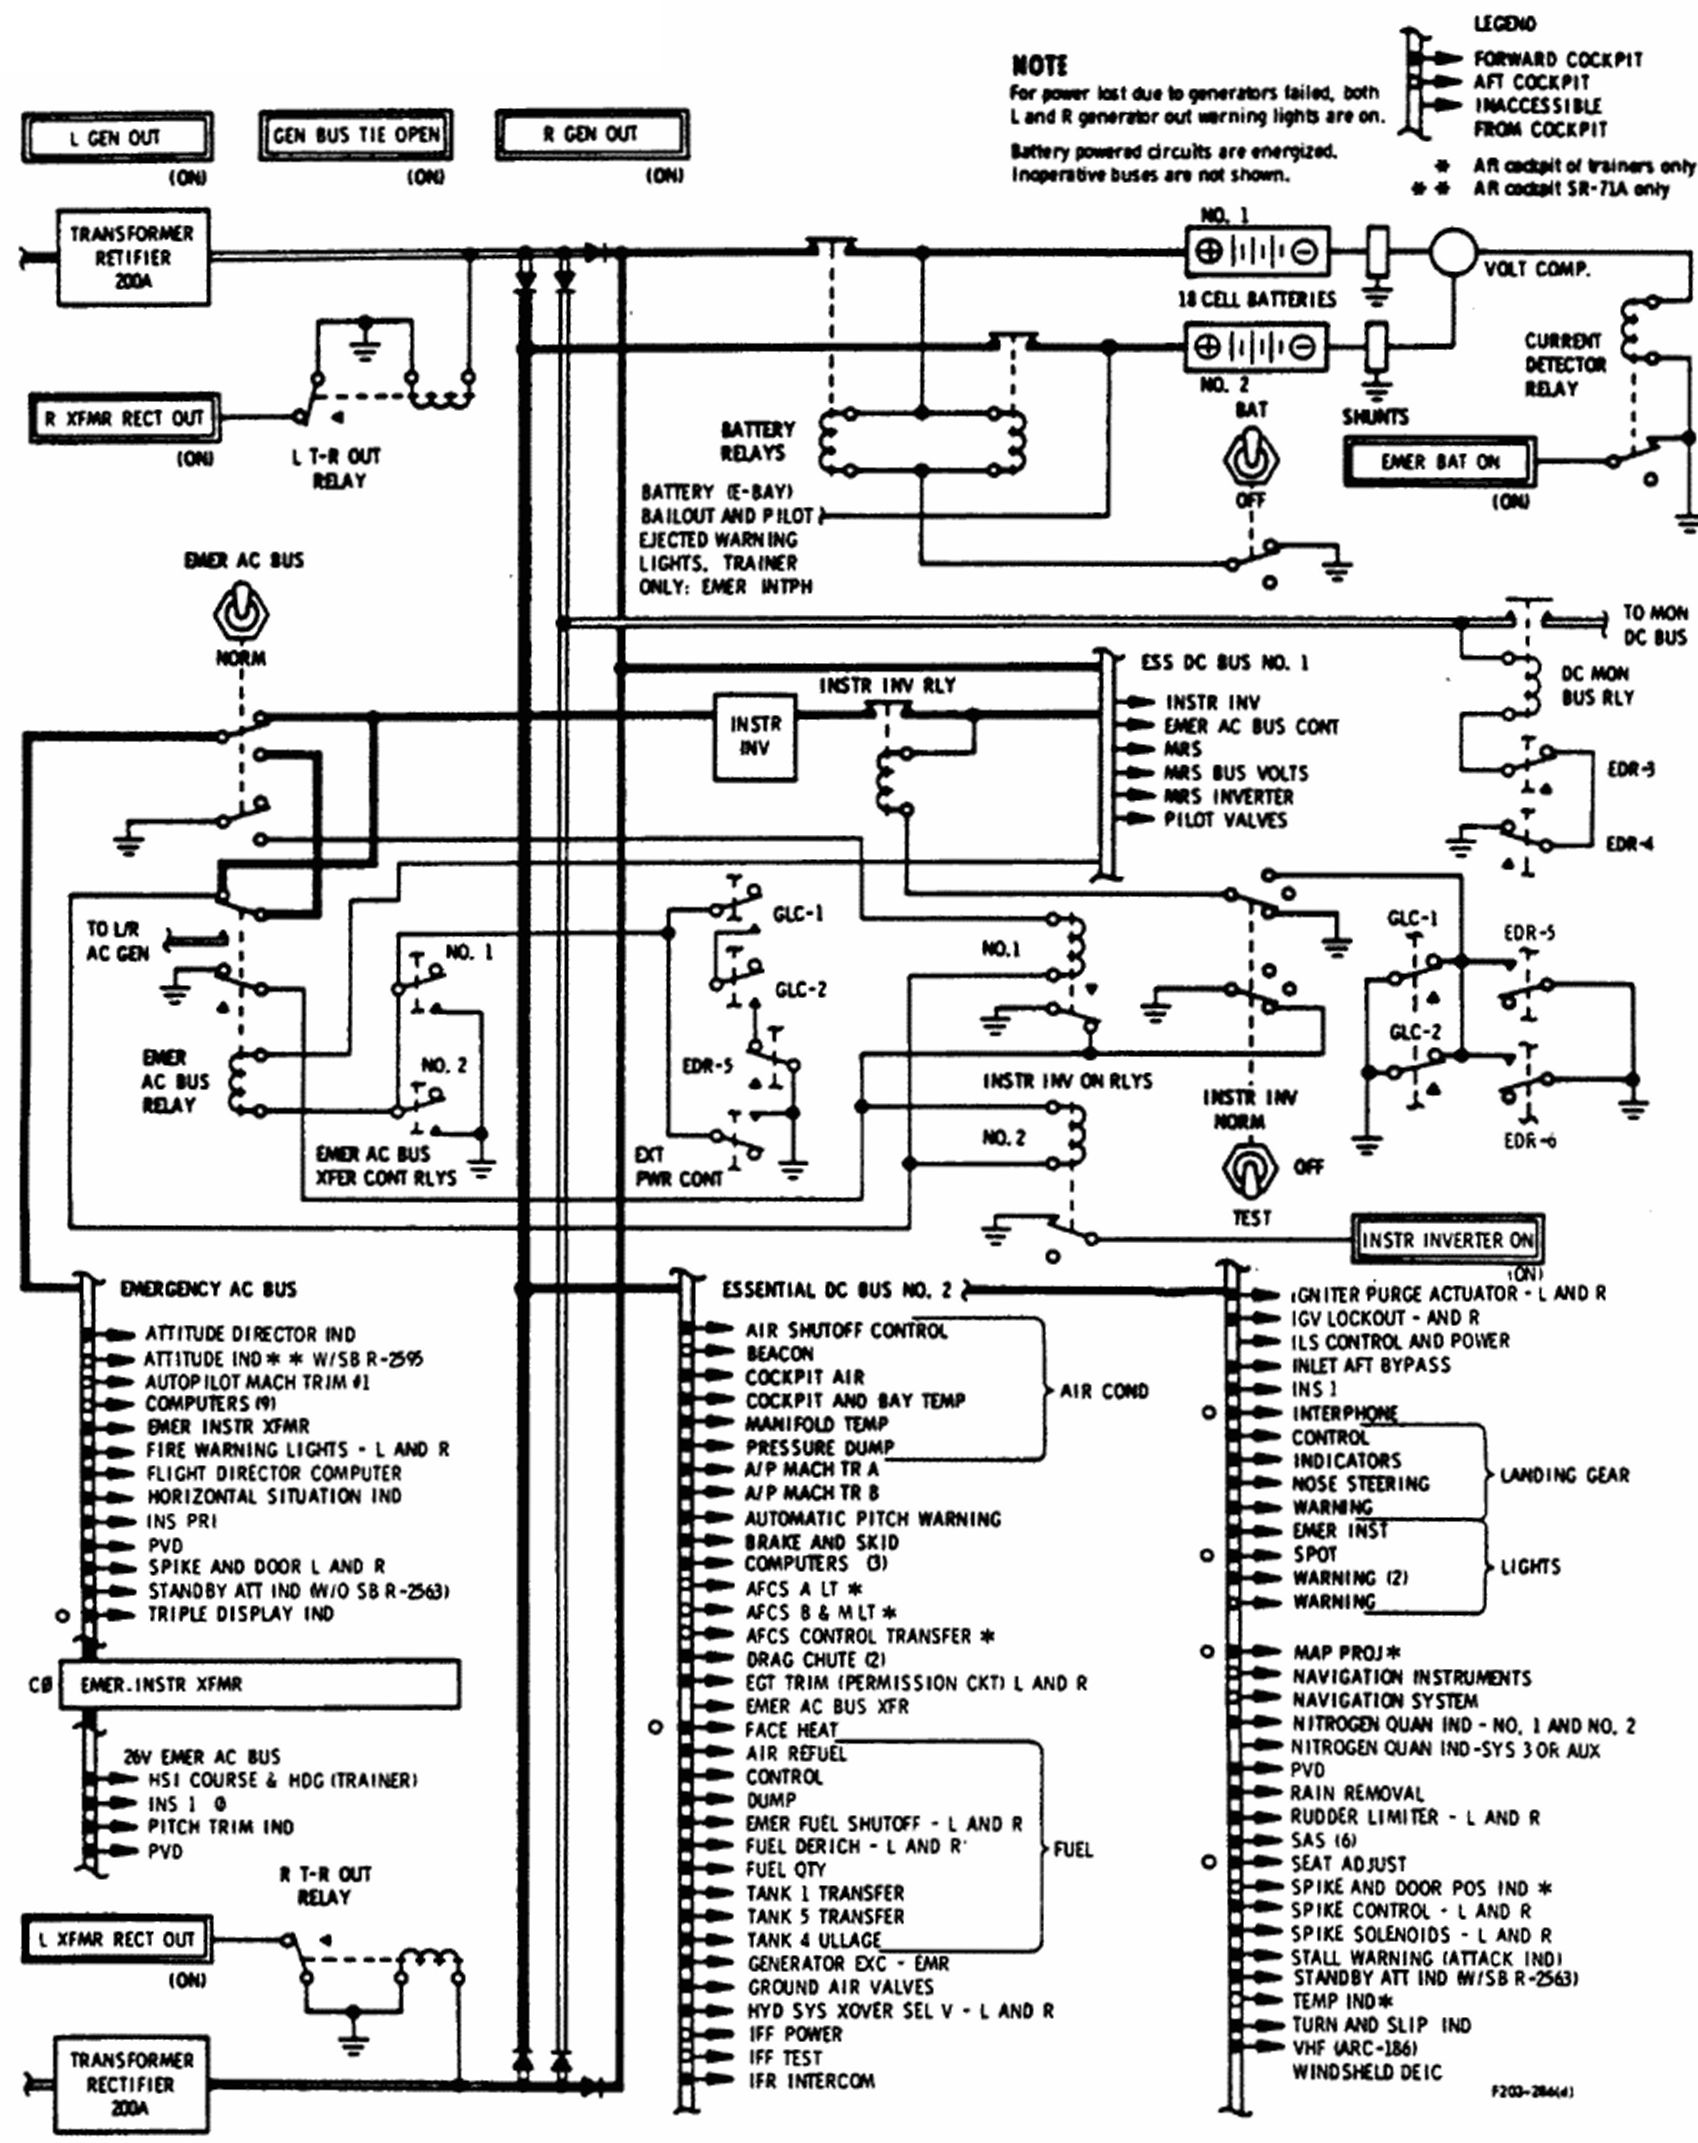 LEGEND
FORWARD COCKPIT
AFT COCKPIT
INACCESSIBLE
FROM COCKPIT
* Aft cockpit of trainers only
* * Aft cockpit SR-71A only
NOTE
For power lost due to generators failed, both
L and R generator out warning lights are on.
Battery powered circuits are energized.
Inoperative buses are not shown.
L GEN OUT
(ON)
GEN BUS TIE OPEN
(ON)
R GEN OUT
(ON)
TRANSFORMER
RETIFIER
200A
R XFMR RECT OUT
(ON)
L T-R OUT
RELAY
NO. 1
18 CELL BATTERIES
NO. 2
VOLT COMP.
CURRENT
DETECTOR
RELAY
SHUNTS
EMER BAT ON
(ON)
BAT
OFF
BATTERY
RELAYS
BATTERY (E-BAY)
BAILOUT AND PILOT
EJECTED WARNING
LIGHTS, TRAINER
ONLY: EMER INTPH
EMER AC BUS
NORM
TO MON
DC BUS
DC MON
BUS RLY
EDR-3
EDR-4
ESS DC BUS NO. 1
INSTR INV
EMER AC BUS CONT
MRS
MRS BUS VOLTS
MRS INVERTER
PILOT VALVES
INSTR INV RLY
INSTR
INV
TO L/R
AC GEN
EMER
AC BUS
RELAY
NO. 1
NO. 2
EMER AC BUS
XFER CONT RLYS
GLC-1
GLC-2
EDR-5
EXT
PWR CONT
NO.1
INSTR INV ON RLYS
NO. 2
INSTR INV
NORM
OFF
TEST
GLC-1
GLC-2
EDR-5
EDR-6
INSTR INVERTER ON
(ON)
EMERGENCY AC BUS
ATTITUDE DIRECTOR IND
ATTITUDE IND * * W/SB R-2595
AUTOPILOT MACH TRIM #1
COMPUTERS (9)
EMER INSTR XFMR
FIRE WARNING LIGHTS - L AND R
FLIGHT DIRECTOR COMPUTER
HORIZONTAL SITUATION IND
INS PRI
PVD
SPIKE AND DOOR L AND R
STANDBY ATT IND (W/O SB R-2563)
TRIPLE DISPLAY IND
CØ
EMER. INSTR XFMR
26V EMER AC BUS
HSI COURSE & HDG (TRAINER)
INS 1 Ø
PITCH TRIM IND
PVD
R T-R OUT
RELAY
L XFMR RECT OUT
(ON)
TRANSFORMER
RECTIFIER
200A
ESSENTIAL DC BUS NO. 2
AIR SHUTOFF CONTROL
BEACON
COCKPIT AIR
COCKPIT AND BAY TEMP
MANIFOLD TEMP
PRESSURE DUMP
AIR COND
A/P MACH TR A
A/P MACH TR B
AUTOMATIC PITCH WARNING
BRAKE AND SKID
COMPUTERS (3)
AFCS A LT *
AFCS B & M LT *
AFCS CONTROL TRANSFER *
DRAG CHUTE (2)
EGT TRIM (PERMISSION CKT) L AND R
EMER AC BUS XFR
FACE HEAT
AIR REFUEL
CONTROL
DUMP
EMER FUEL SHUTOFF - L AND R
FUEL DERICH - L AND R
FUEL QTY
TANK 1 TRANSFER
TANK 5 TRANSFER
TANK 4 ULLAGE
FUEL
GENERATOR EXC - EMR
GROUND AIR VALVES
HYD SYS XOVER SEL V - L AND R
IFF POWER
IFF TEST
IFR INTERCOM
IGNITER PURGE ACTUATOR - L AND R
IGV LOCKOUT - AND R
ILS CONTROL AND POWER
INLET AFT BYPASS
INS 1
INTERPHONE
CONTROL
INDICATORS
NOSE STEERING
WARNING
LANDING GEAR
EMER INST
SPOT
WARNING (2)
WARNING
LIGHTS
MAP PROJ *
NAVIGATION INSTRUMENTS
NAVIGATION SYSTEM
NITROGEN QUAN IND - NO. 1 AND NO. 2
NITROGEN QUAN IND-SYS 3 OR AUX
PVD
RAIN REMOVAL
RUDDER LIMITER - L AND R
SAS (6)
SEAT ADJUST
SPIKE AND DOOR POS IND *
SPIKE CONTROL - L AND R
SPIKE SOLENOIDS - L AND R
STALL WARNING (ATTACK IND)
STANDBY ATT IND (W/SB R-2563)
TEMP IND*
TURN AND SLIP IND
VHF (ARC-186)
WINDSHELD DEIC
F203-286(d)